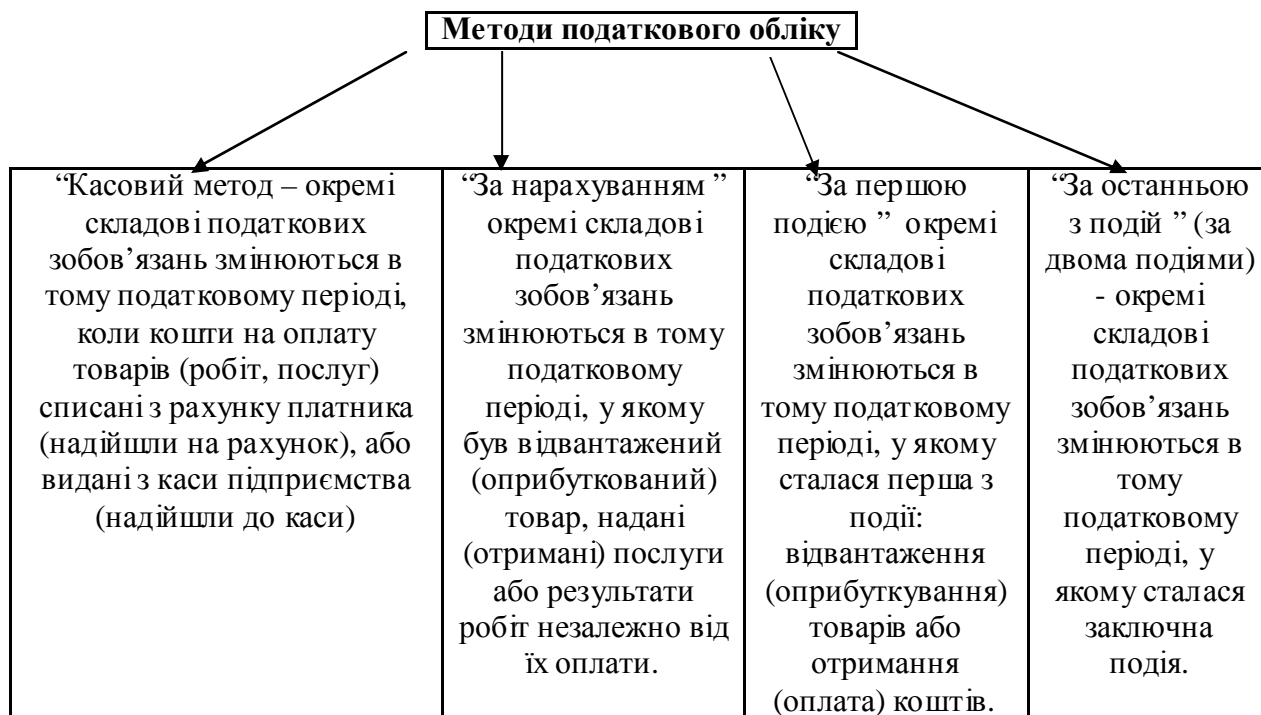 Методи податкового обліку
“Касовий метод – окремі
складові податкових
зобов’язань змінюються в
тому податковому періоді,
коли кошти на оплату
товарів (робіт, послуг)
списані з рахунку платника
(надійшли на рахунок), або
видані з каси підприємства
(надійшли до каси)
“За нарахуванням ”
окремі складові
податкових
зобов’язань
змінюються в тому
податковому
періоді, у якому
був відвантажений
(оприбуткований)
товар, надані
(отримані) послуги
або результати
робіт незалежно від
їх оплати.
“За першою
подією ” окремі
складові
податкових
зобов’язань
змінюються в
тому податковому
періоді, у якому
сталася перша з
події:
відвантаження
(оприбуткування)
товарів або
отримання
(оплата) коштів.
“За останньою
з подій ” (за
двома подіями)
- окремі
складові
податкових
зобов’язань
змінюються в
тому
податковому
періоді, у
якому сталася
заключна
подія.